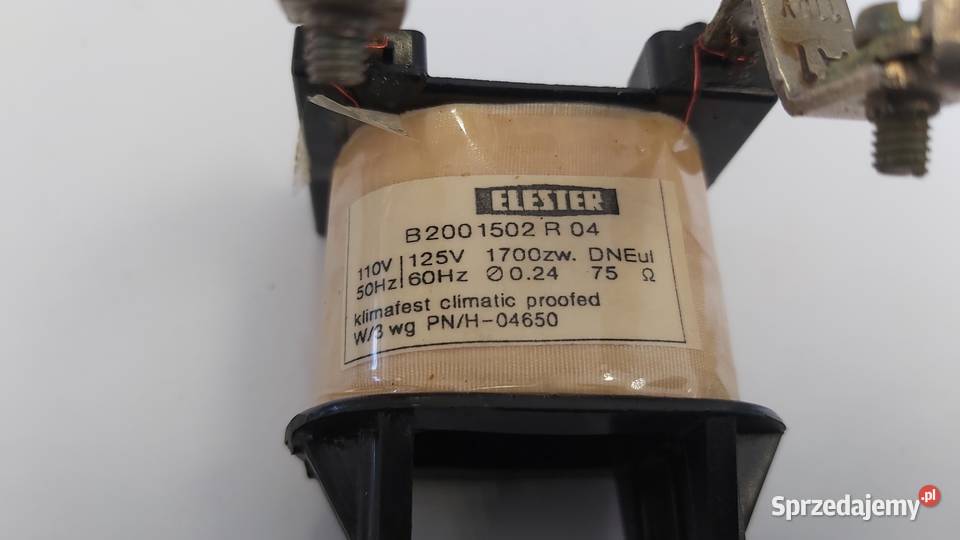 ELESTER
B2001502 R 04
110V 125V 1700zw. DNEul
50Hz 60Hz ∅0.24 75 Ω
klimafest climatic proofed
W/3 wg PN/H-04650
Sprzedajemy.pl